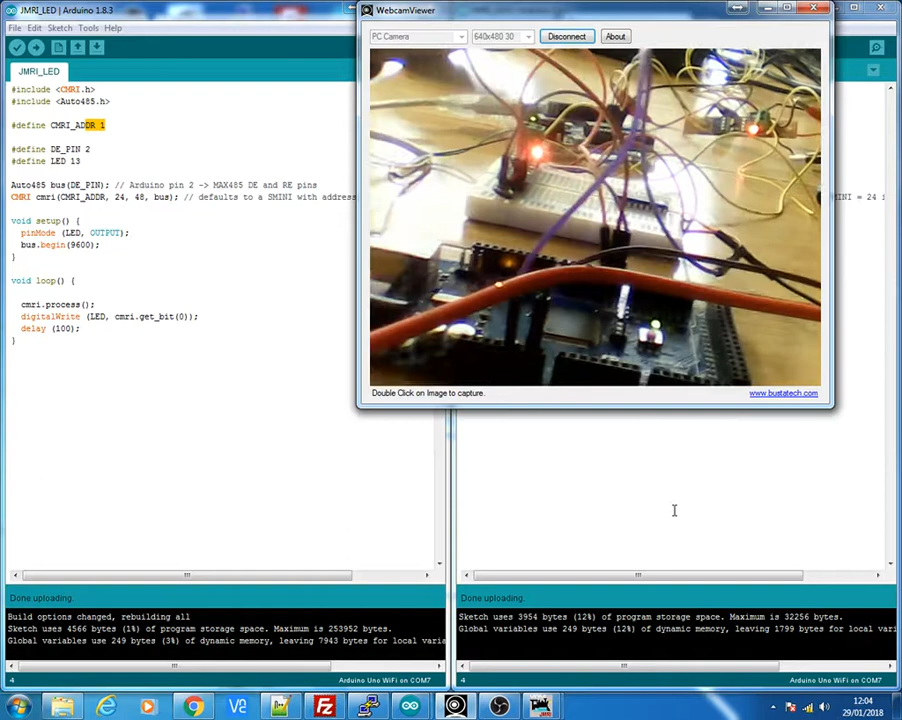 JMRI_LED | Arduino 1.8.3
File Edit Sketch Tools Help
JMRI_LED
#include <CMRI.h>
#include <Auto485.h>
#define CMRI_ADDR 1
#define DE_PIN 2
#define LED 13
Auto485 bus(DE_PIN); // Arduino pin 2 -> MAX485 DE and RE pins
CMRI cmri(CMRI_ADDR, 24, 48, bus); // defaults to a SMINI with address
void setup() {
pinMode (LED, OUTPUT);
bus.begin(9600);
}
void loop() {
cmri.process();
digitalWrite (LED, cmri.get_bit(0));
delay (100);
}
Done uploading.
Build options changed, rebuilding all
Sketch uses 4566 bytes (1%) of program storage space. Maximum is 253952 bytes.
Global variables use 249 bytes (3%) of dynamic memory, leaving 7943 bytes for local varia
4
Arduino Uno WiFi on COM7
WebcamViewer
PC Camera
640x480 30
Disconnect
About
Double Click on Image to capture.
www.bustatech.com
MINI = 24 i
Done uploading.
Sketch uses 3954 bytes (12%) of program storage space. Maximum is 32256 bytes.
Global variables use 249 bytes (12%) of dynamic memory, leaving 1799 bytes for local var
4
Arduino Uno WiFi on COM7
JMRI
12:04
29/01/2018